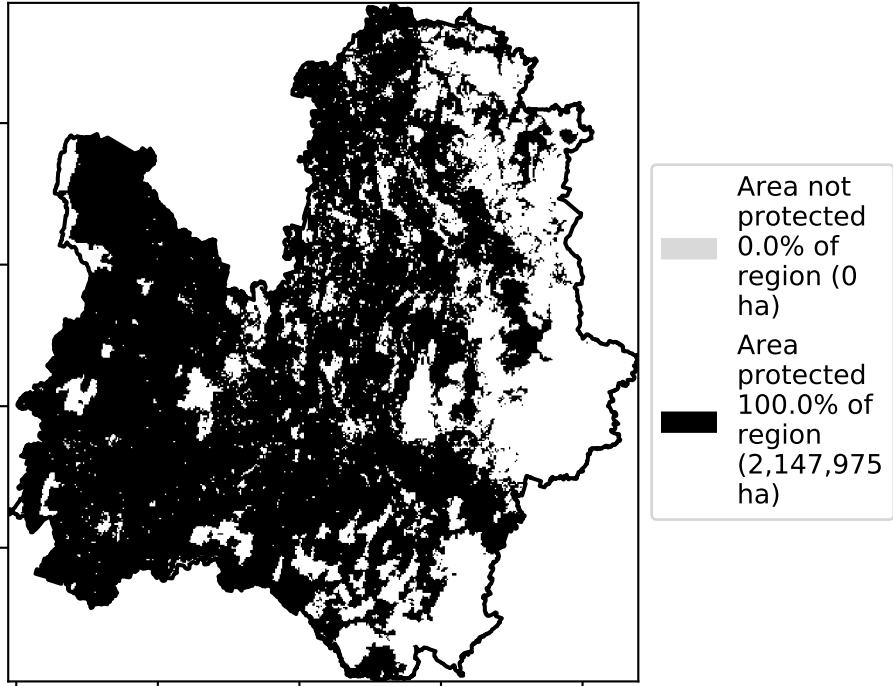 Area not
protected
0.0% of
region (0
ha)
Area
protected
100.0% of
region
(2,147,975
ha)